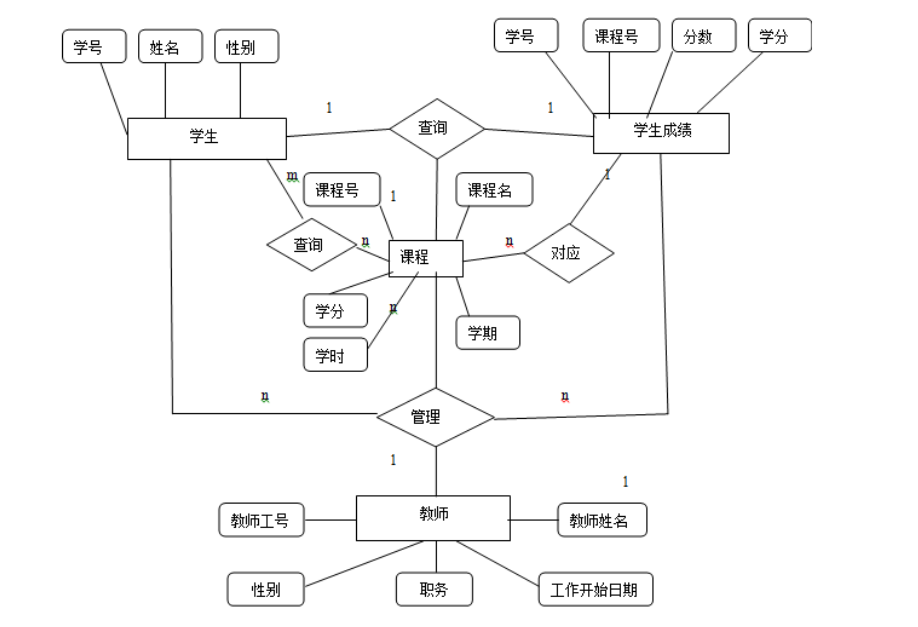 学号
姓名
性别
学号
课程号
分数
学分
1
1
学生
查询
学生成绩
m
课程号
1
课程名
1
查询
n
课程
n
对应
学分
n
学时
学期
n
n
管理
1
1
教师工号
教师
教师姓名
性别
职务
工作开始日期